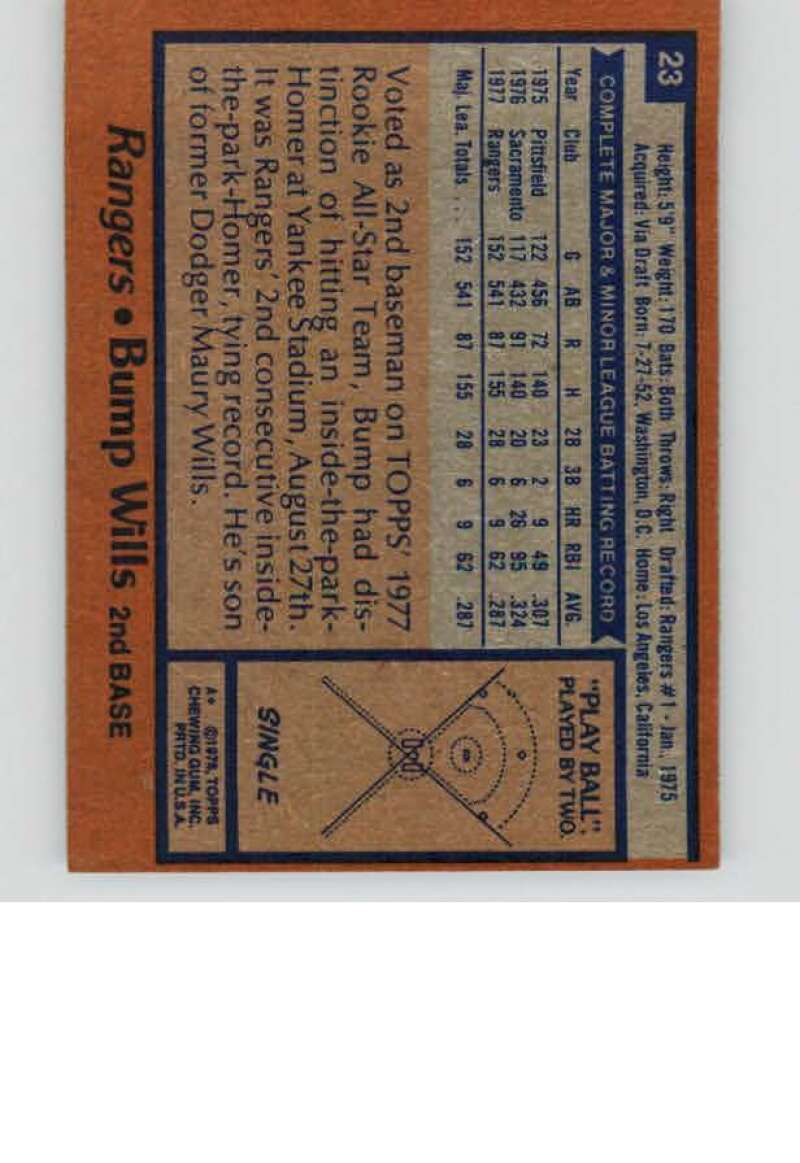 23
Height: 5'9" Weight: 170 Bats: Both Throws: Right Drafted: Rangers #1 - Jan., 1975
Acquired: Via Draft Born: 7-27-52, Washington, D.C. Home: Los Angeles, California
COMPLETE MAJOR & MINOR LEAGUE BATTING RECORD
Year Club G AB R H 2B 3B HR RBI AVG.
1975 Pittsfield 122 456 72 140 23 2 9 49 .307
1976 Sacramento 117 432 91 140 20 6 26 95 .324
1977 Rangers 152 541 87 155 28 6 9 62 .287
Maj. Lea. Totals . . . 152 541 87 155 28 6 9 62 .287
Voted as 2nd baseman on TOPPS' 1977
Rookie All-Star Team, Bump had dis-
tinction of hitting an inside-the-park-
Homer at Yankee Stadium, August 27th.
It was Rangers' 2nd consecutive inside-
the-park-Homer, tying record. He's son
of former Dodger Maury Wills.
"PLAY BALL":
PLAYED BY TWO.
SINGLE
A* ©1978, TOPPS
CHEWING GUM, INC.
PRTD. IN U.S.A.
Rangers • Bump Wills 2nd BASE